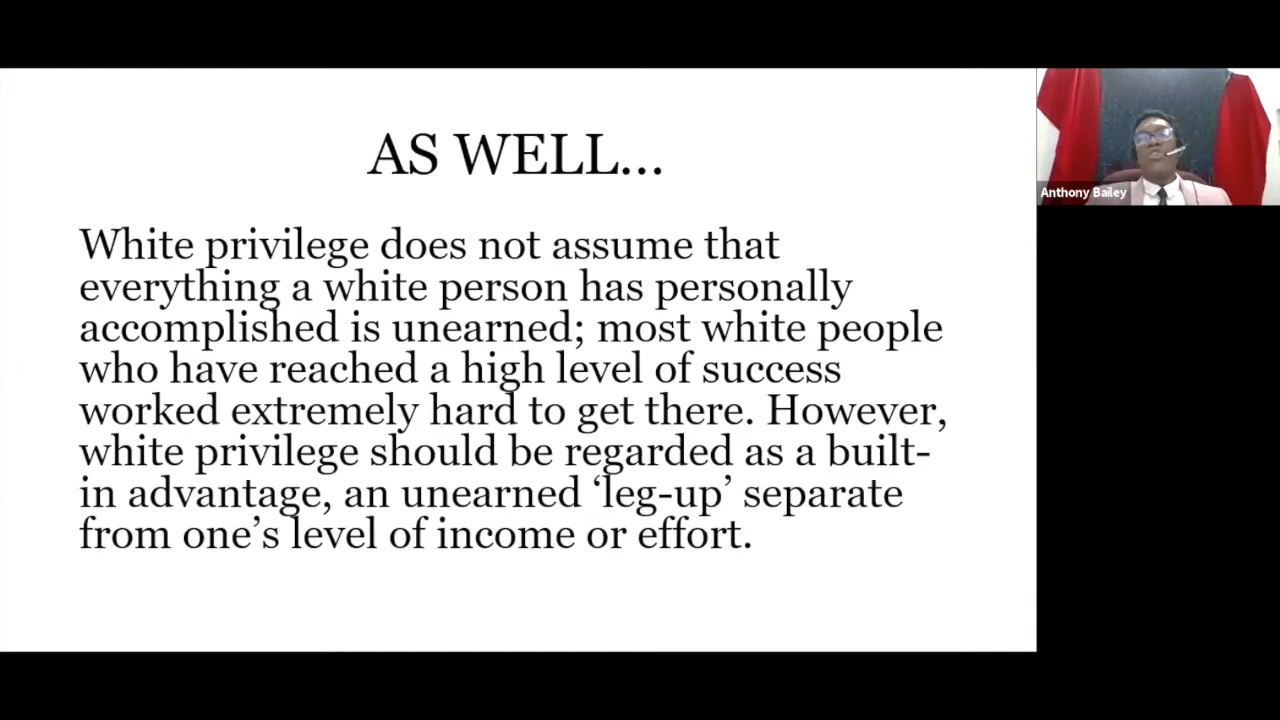 AS WELL...
White privilege does not assume that
everything a white person has personally
accomplished is unearned; most white people
who have reached a high level of success
worked extremely hard to get there. However,
white privilege should be regarded as a built-
in advantage, an unearned ‘leg-up’ separate
from one’s level of income or effort.
Anthony Bailey